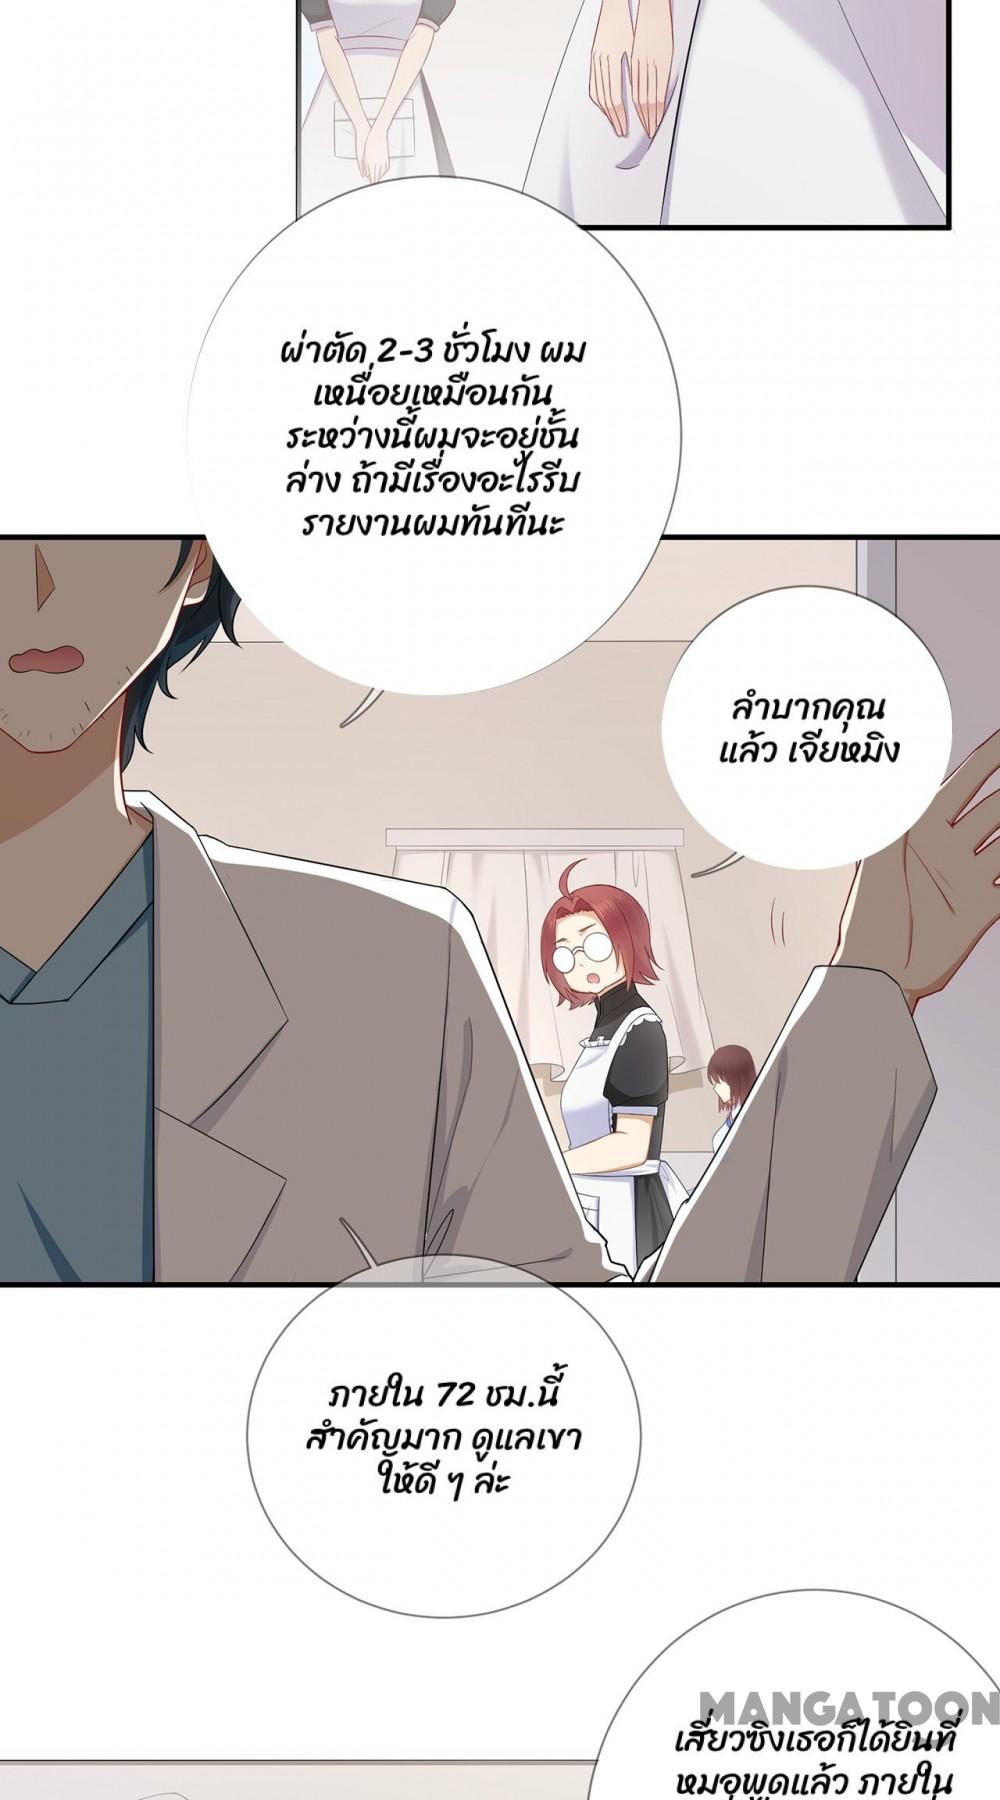 ผ่าตัด 2-3 ชั่วโมง ผม
เหนื่อยเหมือนกัน
ระหว่างนี้ผมจะอยู่ชั้น
ล่าง ถ้ามีเรื่องอะไรรีบ
รายงานผมทันทีนะ
ลำบากคุณ
แล้ว เจียหมิง
ภายใน 72 ชม.นี้
สำคัญมาก ดูแลเขา
ให้ดี ๆ ล่ะ
MANGATOON
เสี่ยวซิงเธอก็ได้ยินที่
หมอพูดแล้ว ภายใน